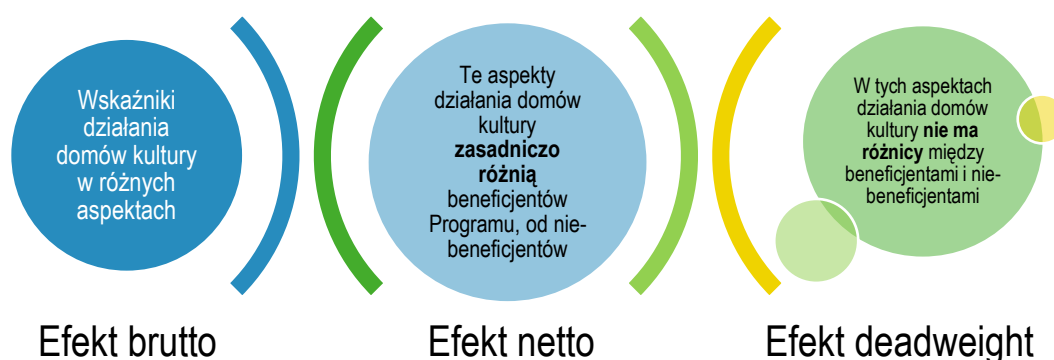 Wskaźniki
działania
domów kultury
w różnych
aspektach
Te aspekty
działania domów
kultury
zasadniczo
różnią
beneficjentów
Programu, od nie-
beneficjentów
W tych aspektach
działania domów
kultury nie ma
różnicy między
beneficjentami i nie-
beneficjentami
Efekt brutto
Efekt netto
Efekt deadweight